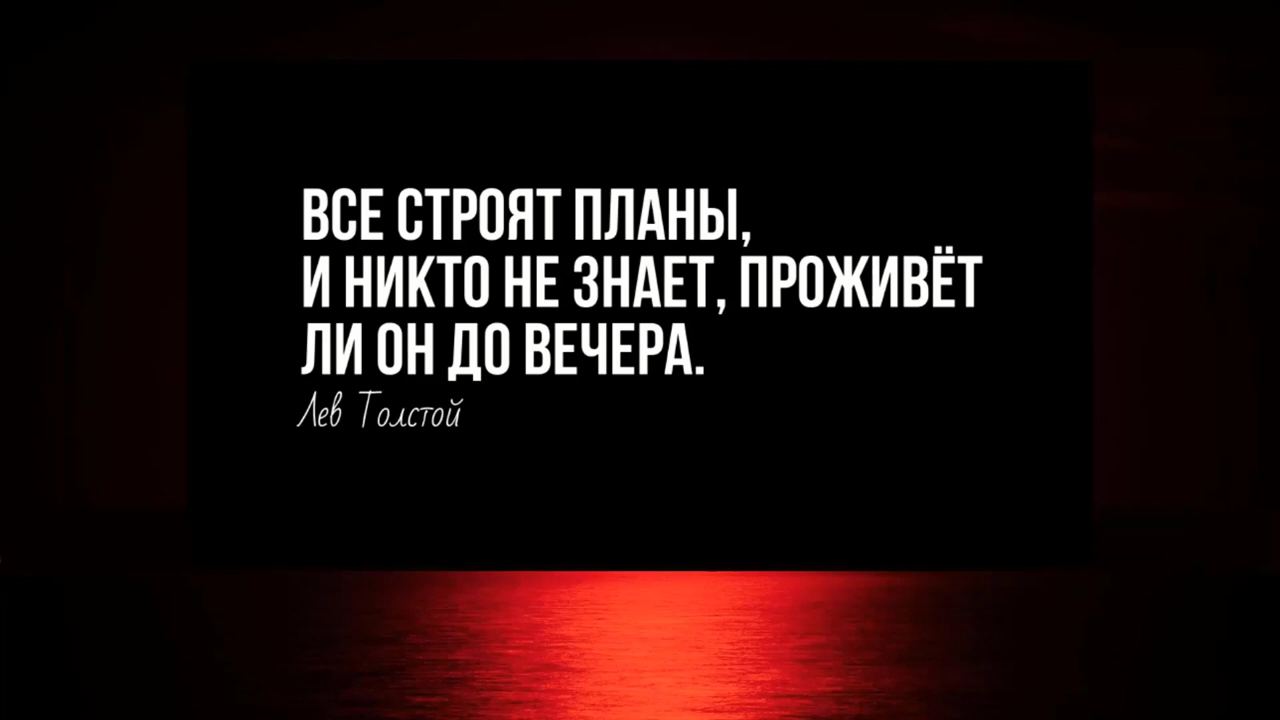 ВСЕ СТРОЯТ ПЛАНЫ,
И НИКТО НЕ ЗНАЕТ, ПРОЖИВЁТ
ЛИ ОН ДО ВЕЧЕРА.
Лев Толстой